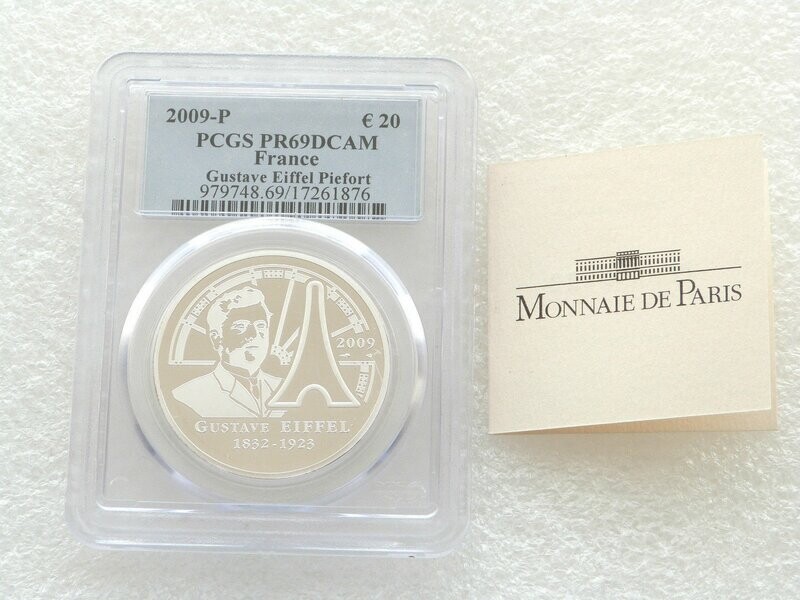 2009-P € 20
PCGS PR69DCAM
France
Gustave Eiffel Piefort
979748.69/17261876
2009
GUSTAVE EIFFEL
1832-1923
MONNAIE DE PARIS